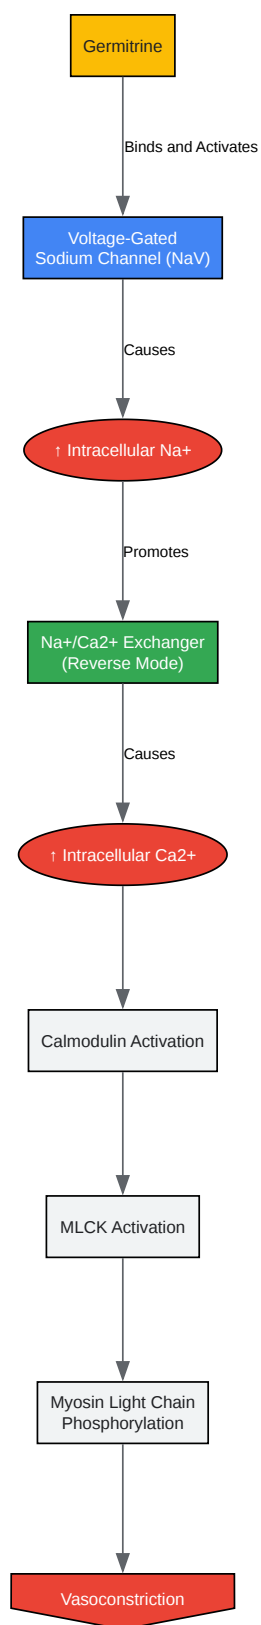 Germitrine
Binds and Activates
Voltage-Gated
Sodium Channel (NaV)
Causes
↑ Intracellular Na+
Promotes
Na+/Ca2+ Exchanger
(Reverse Mode)
Causes
↑ Intracellular Ca2+
Calmodulin Activation
MLCK Activation
Myosin Light Chain
Phosphorylation
Vasoconstriction